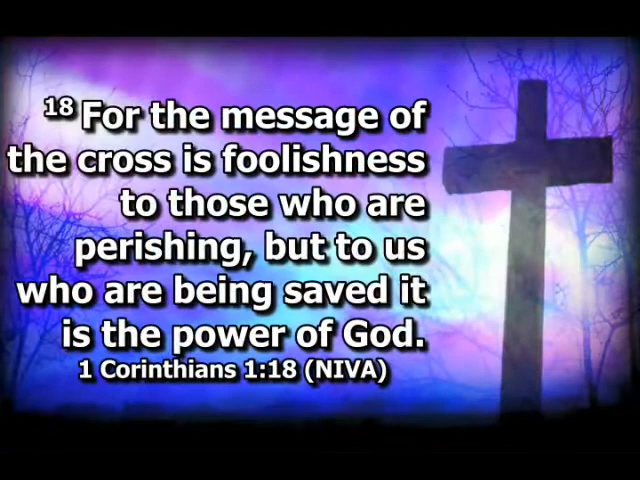 18 For the message of
the cross is foolishness
to those who are
perishing, but to us
who are being saved it
is the power of God.
1 Corinthians 1:18 (NIVA)